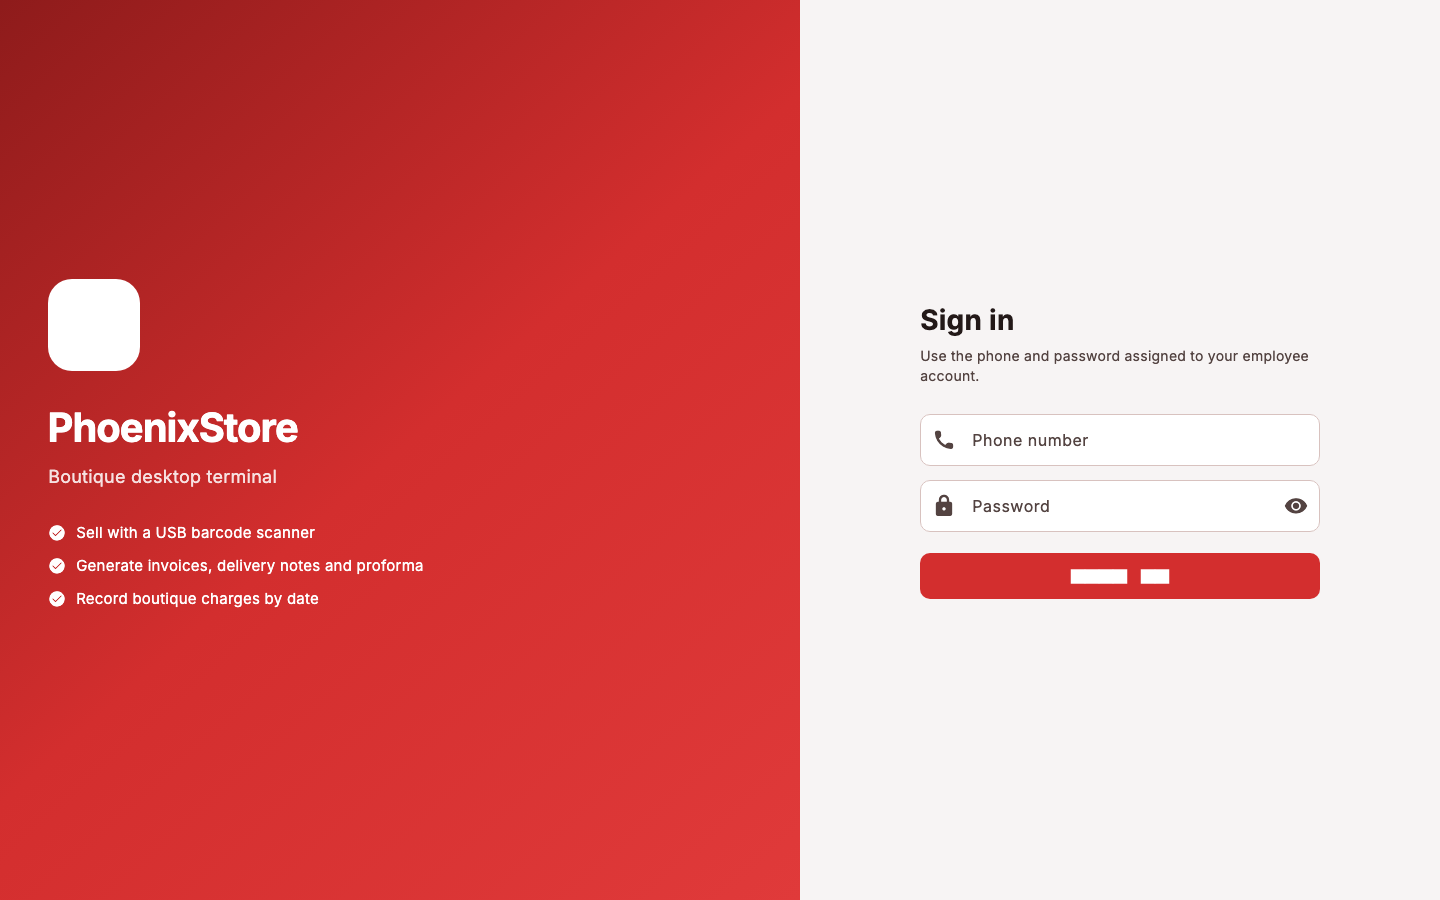 PhoenixStore
Boutique desktop terminal
Sell with a USB barcode scanner
Generate invoices, delivery notes and proforma
Record boutique charges by date
Sign in
Use the phone and password assigned to your employee
account.
Phone number
Password